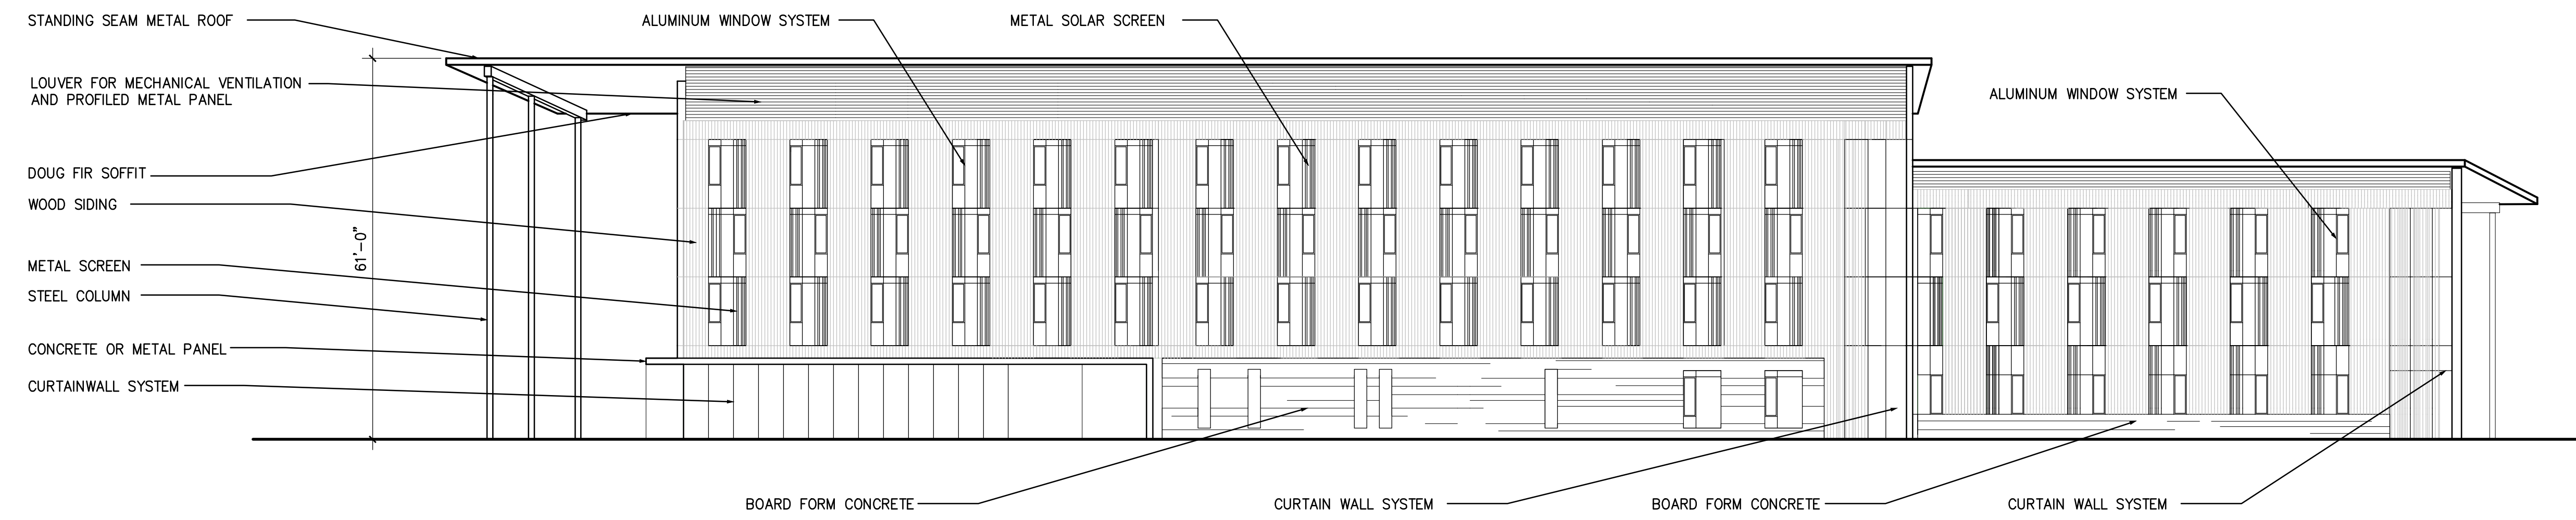 STANDING SEAM METAL ROOF
ALUMINUM WINDOW SYSTEM
METAL SOLAR SCREEN
LOUVER FOR MECHANICAL VENTILATION
AND PROFILED METAL PANEL
ALUMINUM WINDOW SYSTEM
DOUG FIR SOFFIT
WOOD SIDING
61'-0"
METAL SCREEN
STEEL COLUMN
CONCRETE OR METAL PANEL
CURTAINWALL SYSTEM
BOARD FORM CONCRETE
CURTAIN WALL SYSTEM
BOARD FORM CONCRETE
CURTAIN WALL SYSTEM